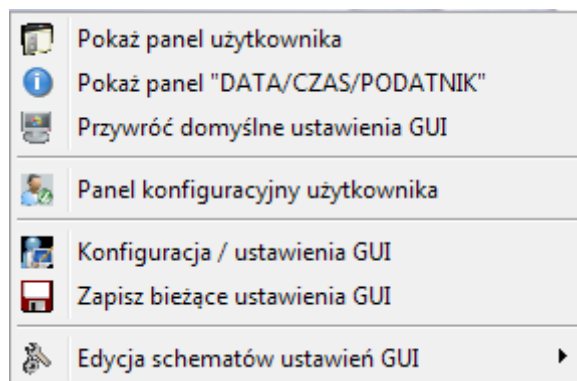 Pokaż panel użytkownika
Pokaż panel "DATA/CZAS/PODATNIK"
Przywróć domyślne ustawienia GUI
Panel konfiguracyjny użytkownika
Konfiguracja / ustawienia GUI
Zapisz bieżące ustawienia GUI
Edycja schematów ustawień GUI